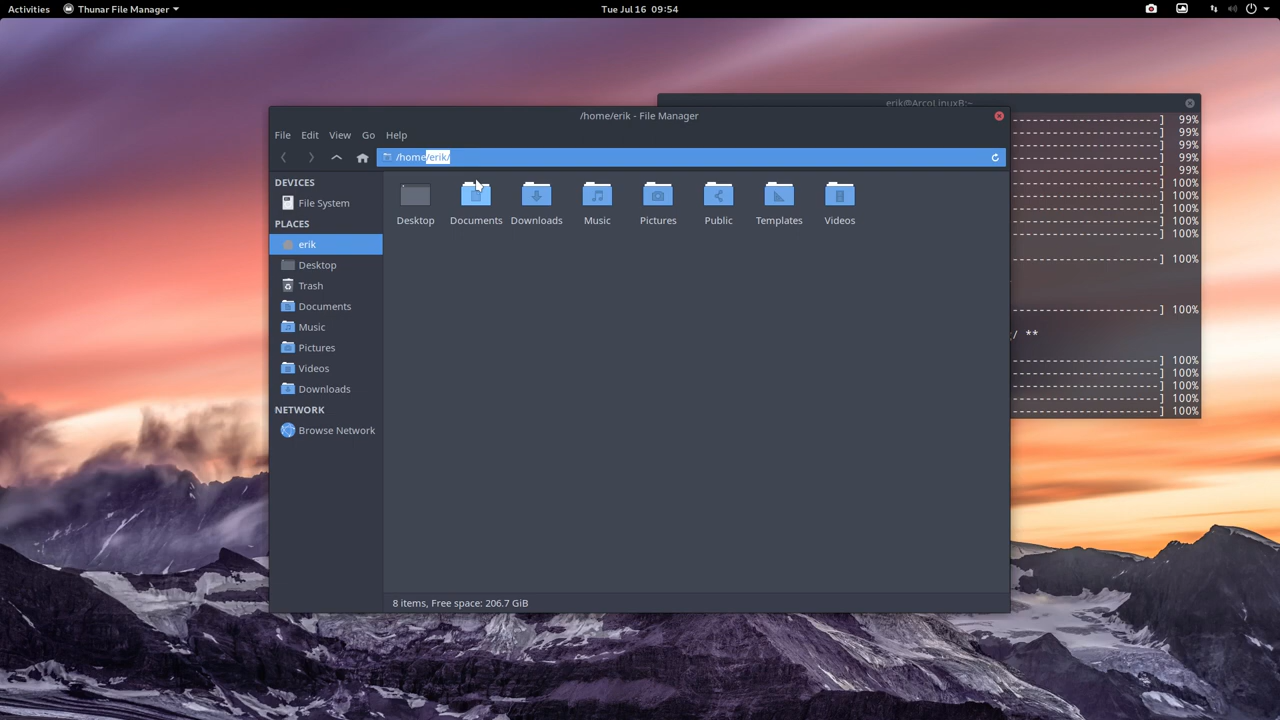 Activities Thunar File Manager Tue Jul 16 09:54
erik@ArcoLinuxB:~
/home/erik - File Manager
File Edit View Go Help
/home/erik/
DEVICES
File System
PLACES
erik
Desktop
Trash
Documents
Music
Pictures
Videos
Downloads
NETWORK
Browse Network
Desktop Documents Downloads Music Pictures Public Templates Videos
8 items, Free space: 206.7 GiB
-----------------------] 99%
-----------------------] 99%
-----------------------] 99%
-----------------------] 99%
-----------------------] 99%
-----------------------] 100%
-----------------------] 100%
-----------------------] 100%
-----------------------] 100%
-----------------------] 100%
-----------------------] 100%
-----------------------] 100%
/ **
-----------------------] 100%
-----------------------] 100%
-----------------------] 100%
-----------------------] 100%
-----------------------] 100%